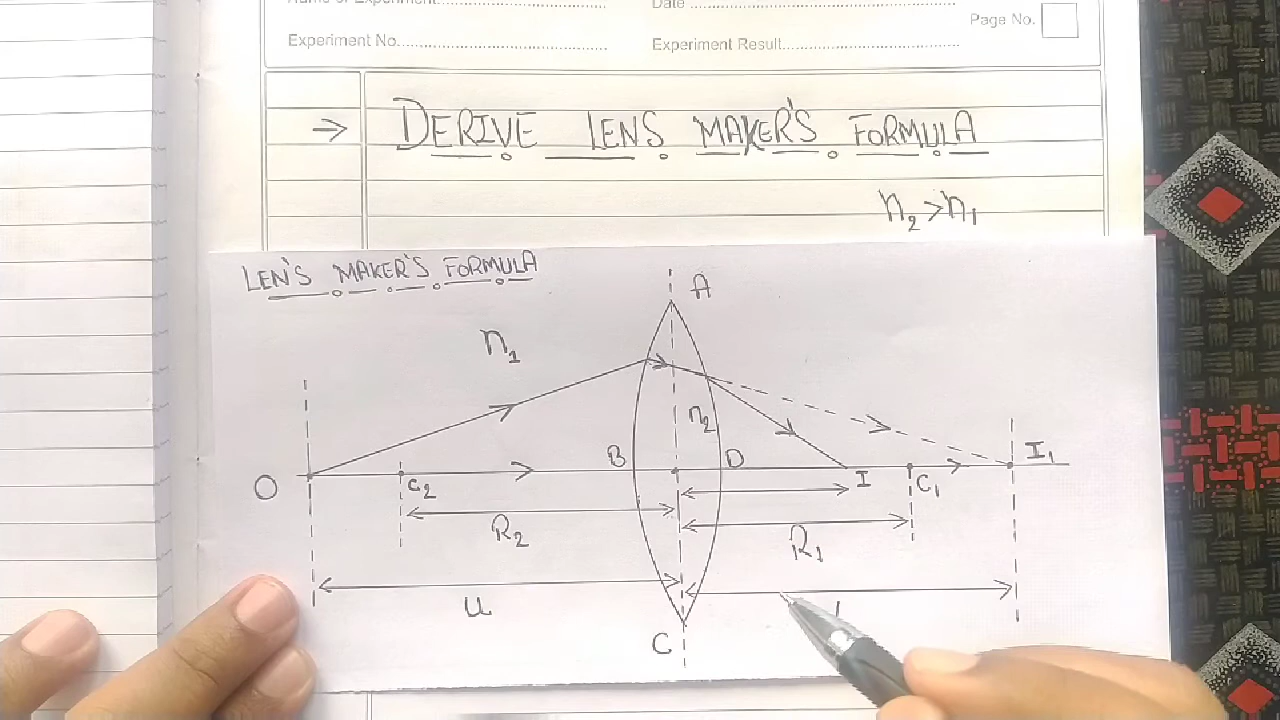 Date
Page No.
Experiment No.
Experiment Result
⇒ DERIVE LENS MAKER'S FORMULA
n₂ > n₁
LEN'S MAKER'S FORMULA
A
n₁
n₂
B D I₁
O C₂ I C₁
R₂ R₁
u
C